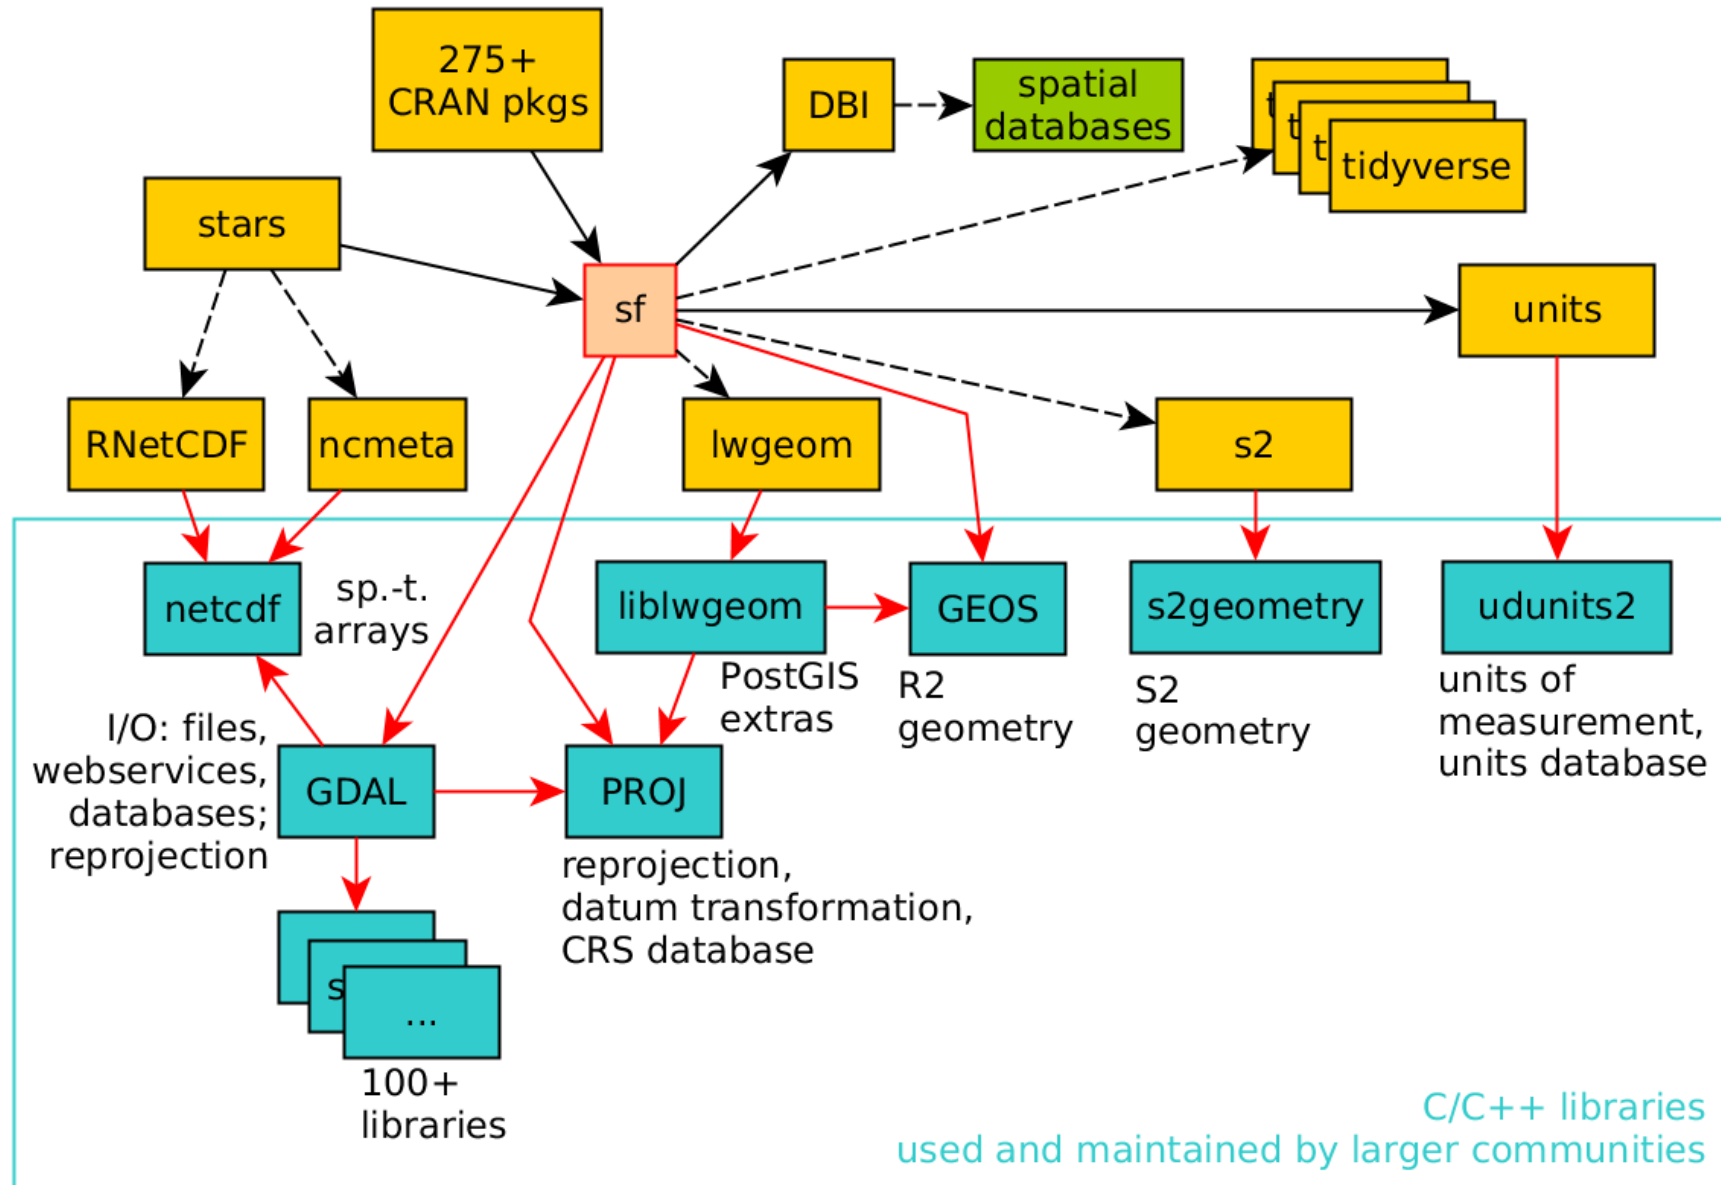 275+
CRAN pkgs
DBI
spatial
databases
t
t
t
tidyverse
stars
sf
units
RNetCDF
ncmeta
lwgeom
s2
netcdf
sp.-t.
arrays
liblwgeom
GEOS
s2geometry
udunits2
PostGIS
extras
R2
geometry
S2
geometry
units of
measurement,
units database
I/O: files,
webservices,
databases;
reprojection
GDAL
PROJ
reprojection,
datum transformation,
CRS database
s
...
100+
libraries
C/C++ libraries
used and maintained by larger communities